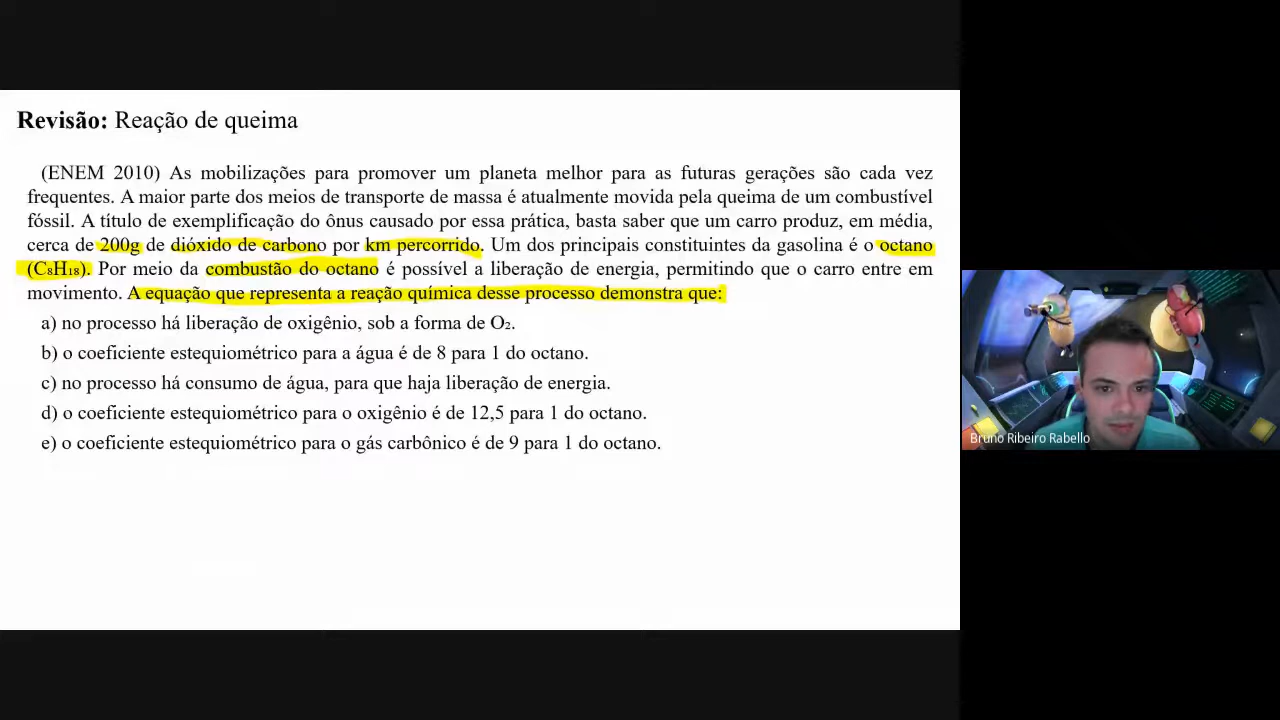 Revisão: Reação de queima
(ENEM 2010) As mobilizações para promover um planeta melhor para as futuras gerações são cada vez
frequentes. A maior parte dos meios de transporte de massa é atualmente movida pela queima de um combustível
fóssil. A título de exemplificação do ônus causado por essa prática, basta saber que um carro produz, em média,
cerca de 200g de dióxido de carbono por km percorrido. Um dos principais constituintes da gasolina é o octano
(C₈H₁₈). Por meio da combustão do octano é possível a liberação de energia, permitindo que o carro entre em
movimento. A equação que representa a reação química desse processo demonstra que:
a) no processo há liberação de oxigênio, sob a forma de O₂.
b) o coeficiente estequiométrico para a água é de 8 para 1 do octano.
c) no processo há consumo de água, para que haja liberação de energia.
d) o coeficiente estequiométrico para o oxigênio é de 12,5 para 1 do octano.
e) o coeficiente estequiométrico para o gás carbônico é de 9 para 1 do octano.
Bruno Ribeiro Rabello